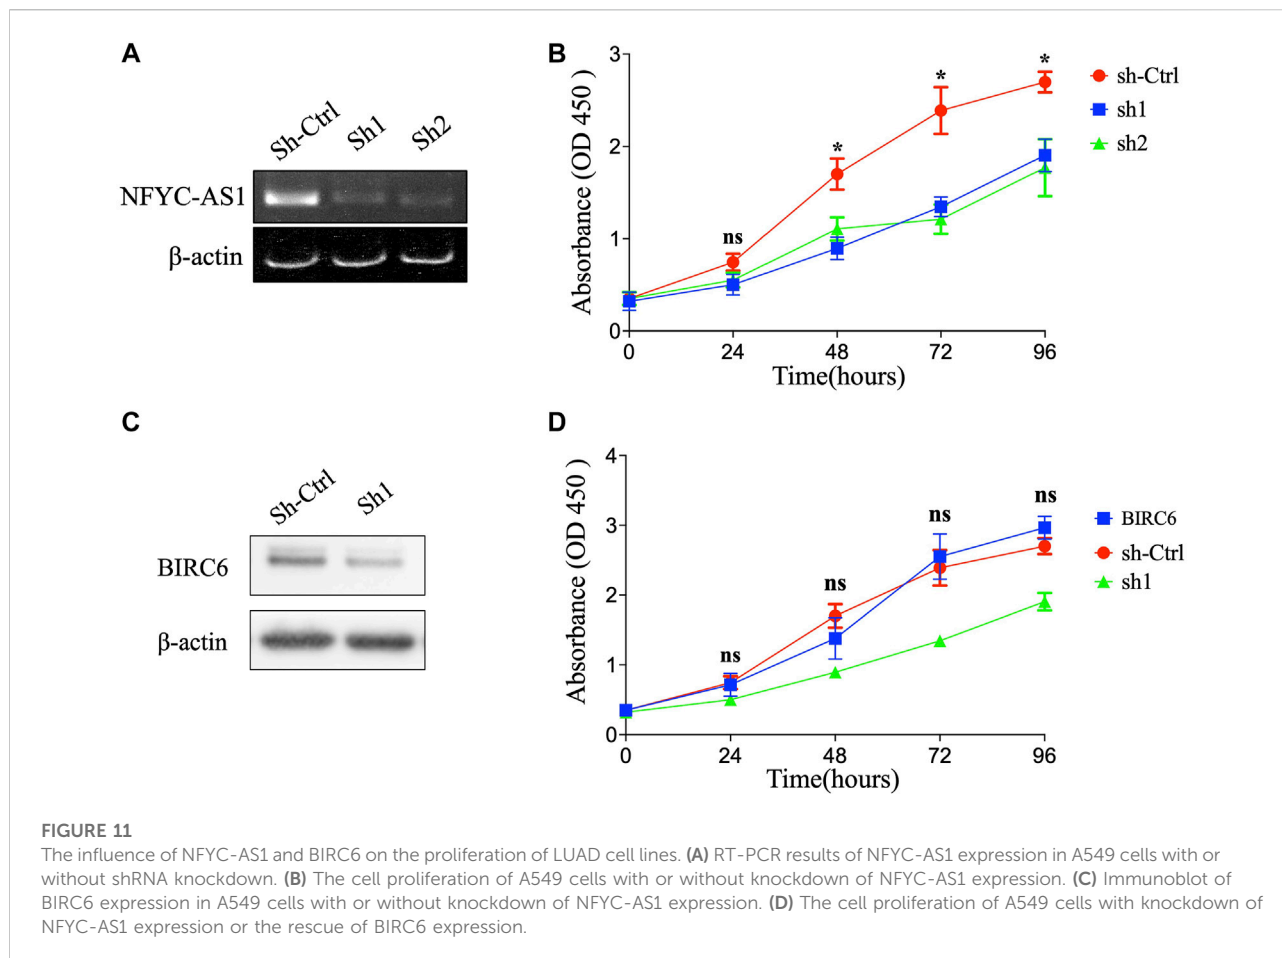 A
Sh-Ctrl Sh1 Sh2
NFYC-AS1
β-actin
B
Absorbance (OD 450 )
3
2
1
0
ns * * *
0 24 48 72 96
Time(hours)
sh-Ctrl
sh1
sh2
C
Sh-Ctrl Sh1
BIRC6
β-actin
D
Absorbance (OD 450 )
4
3
2
1
0
ns ns ns ns
0 24 48 72 96
Time(hours)
BIRC6
sh-Ctrl
sh1
FIGURE 11
The influence of NFYC-AS1 and BIRC6 on the proliferation of LUAD cell lines. (A) RT-PCR results of NFYC-AS1 expression in A549 cells with or
without shRNA knockdown. (B) The cell proliferation of A549 cells with or without knockdown of NFYC-AS1 expression. (C) Immunoblot of
BIRC6 expression in A549 cells with or without knockdown of NFYC-AS1 expression. (D) The cell proliferation of A549 cells with knockdown of
NFYC-AS1 expression or the rescue of BIRC6 expression.